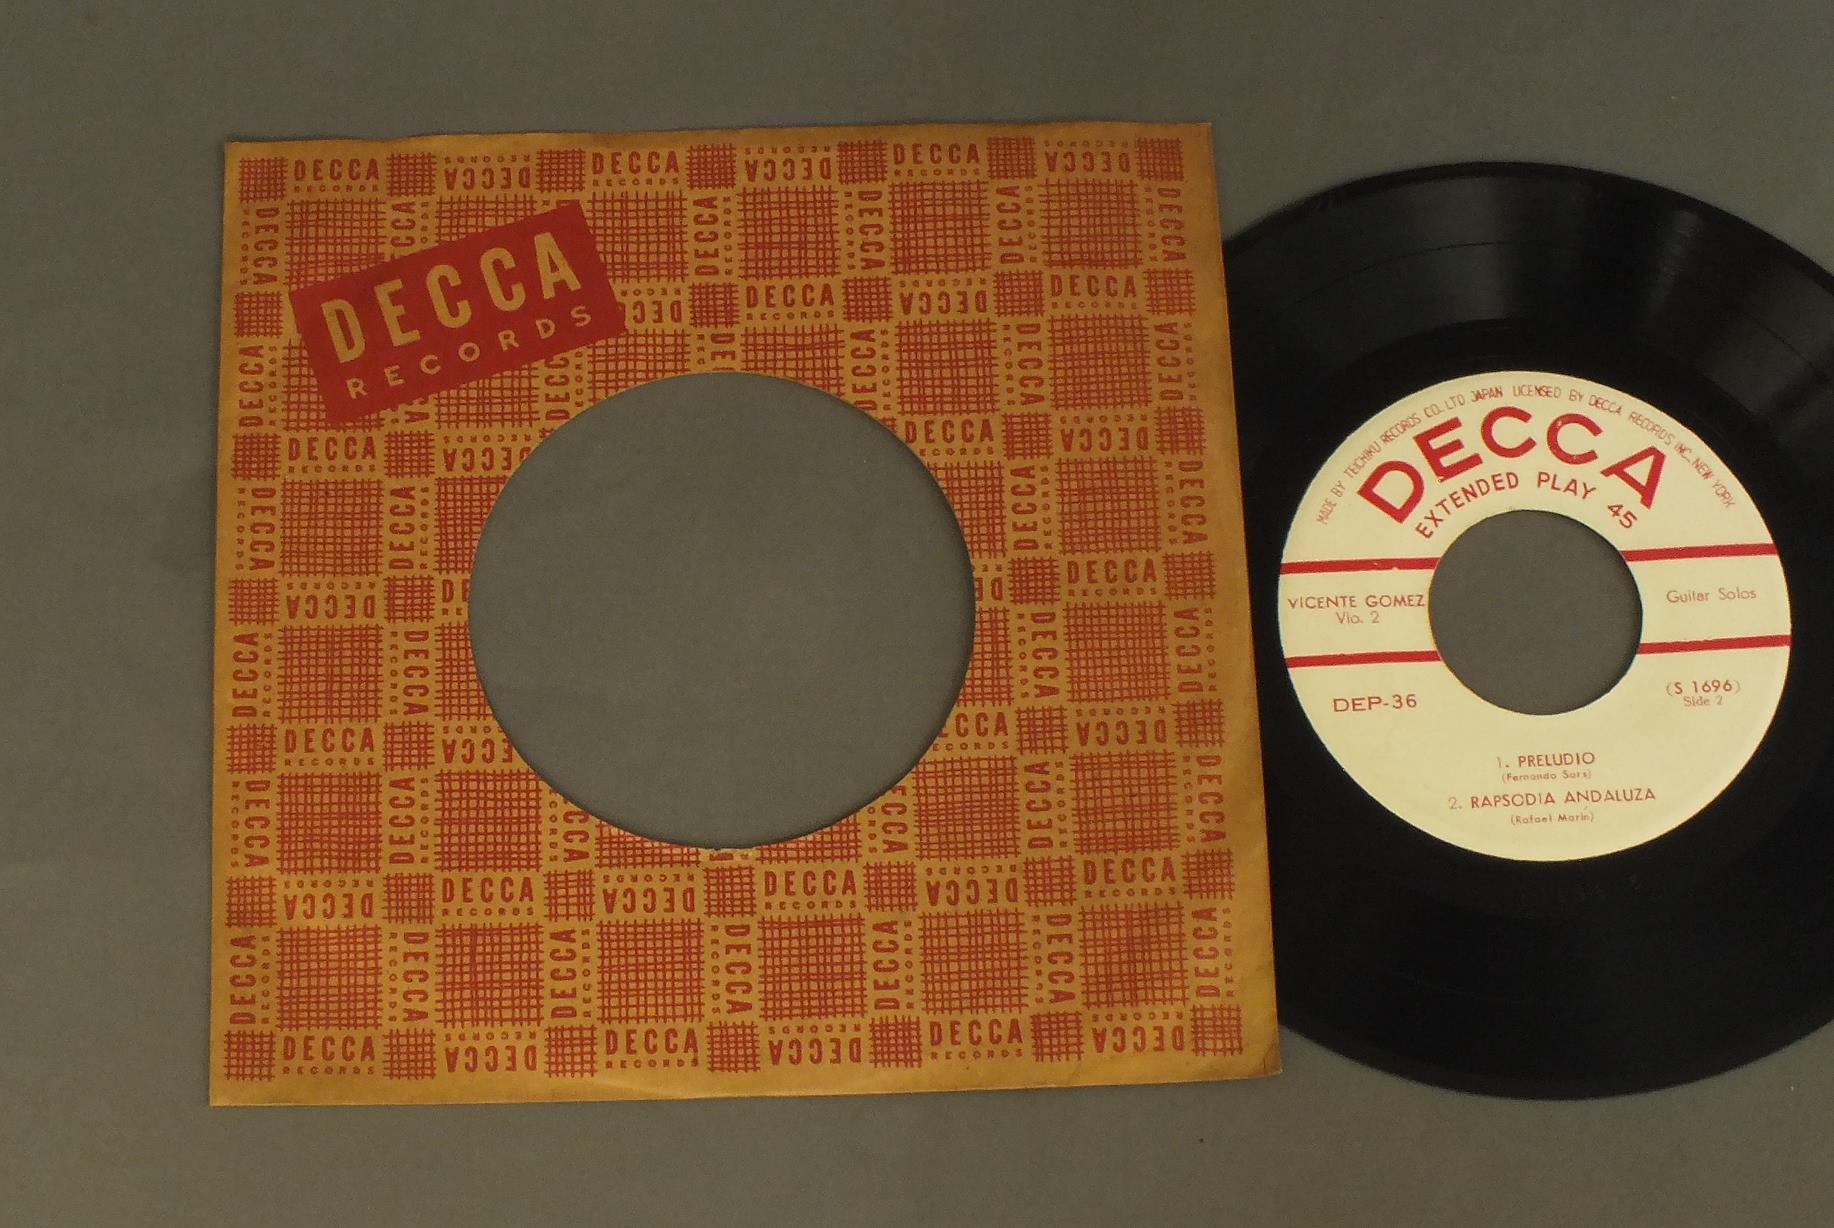 DECCA
RECORDS
MADE BY TEICHIKU RECORDS CO. LTD JAPAN LICENSED BY DECCA RECORDS INC. NEW YORK
DECCA
EXTENDED PLAY 45
VICENTE GOMEZ
Vlo. 2
Guitar Solos
DEP-36
(S 1696)
Side 2
1. PRELUDIO
(Fernando Sors)
2. RAPSODIA ANDALUZA
(Rafael Marín)